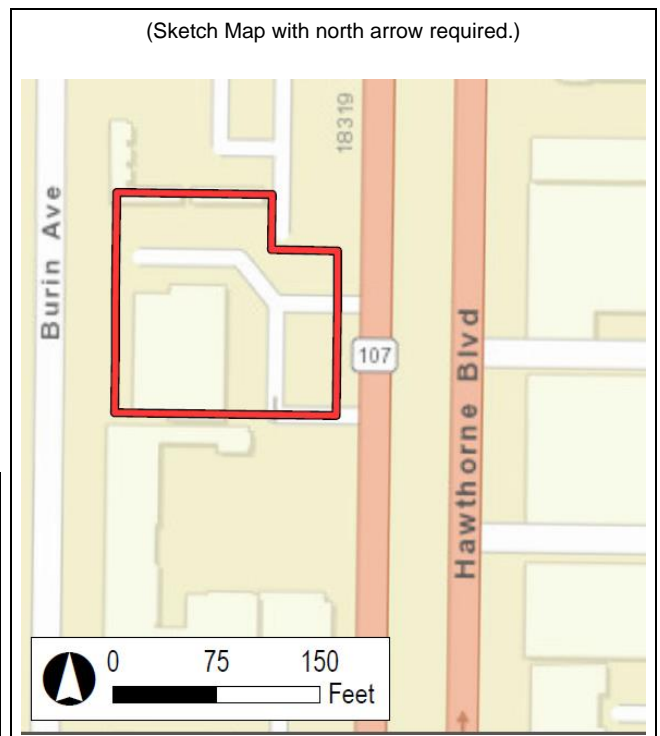 (Sketch Map with north arrow required.)
18319
Burin Ave
107
Hawthorne Blvd
0 75 150
Feet